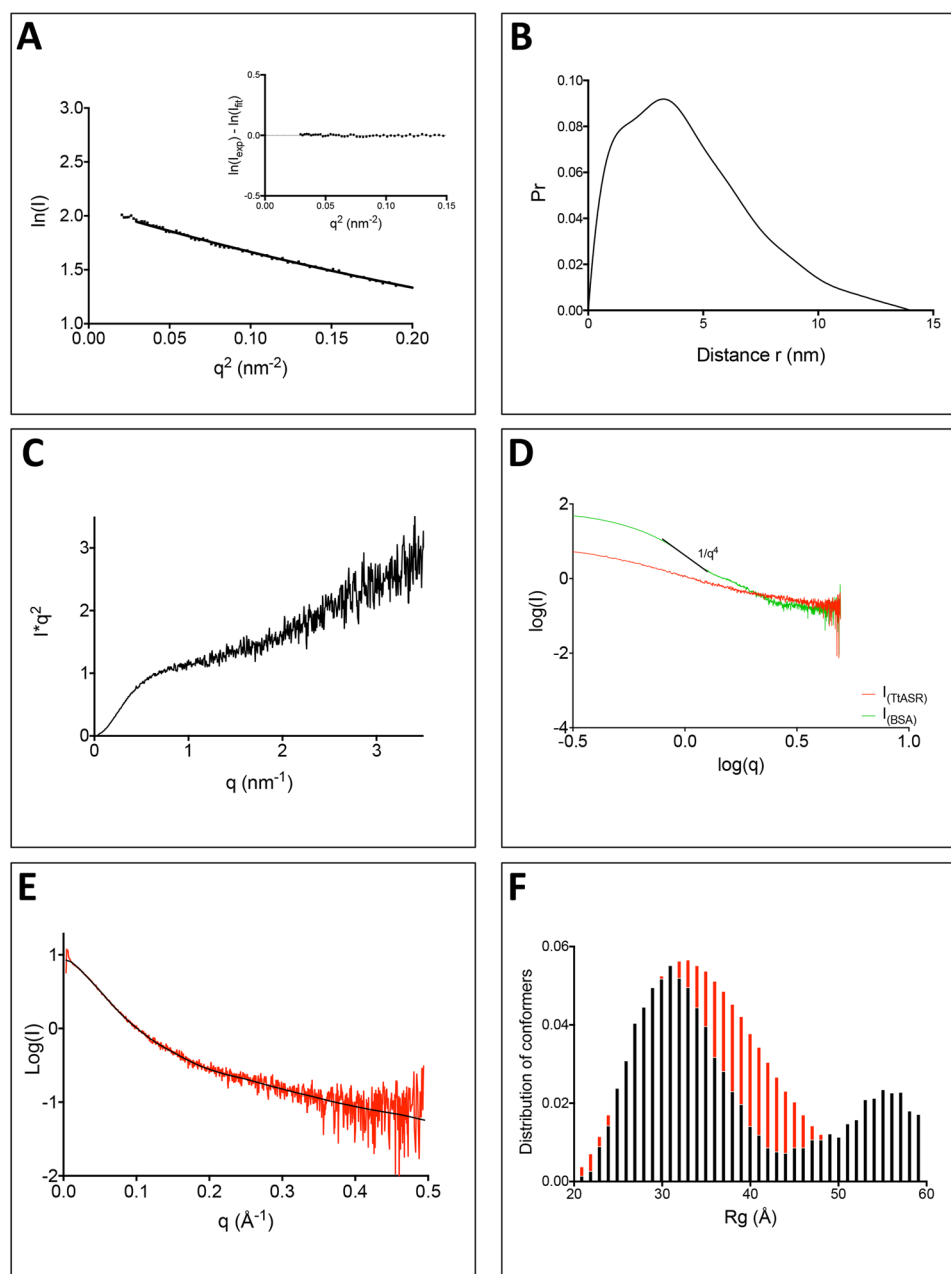 A
3.0
2.5
2.0
1.5
1.0
ln(I)
0.00
0.05
0.10
0.15
0.20
q² (nm⁻²)
0.5
0.0
-0.5
ln(I_exp) - ln(I_fit)
0.00
0.05
0.10
0.15
q² (nm⁻²)
B
0.10
0.08
0.06
0.04
0.02
0.00
Pr
0
5
10
15
Distance r (nm)
C
3
2
1
0
I*q²
0
1
2
3
q (nm⁻¹)
D
2
0
-2
-4
log(I)
1/q⁴
I(TtASR)
I(BSA)
-0.5
0.0
0.5
1.0
log(q)
E
1
0
-1
-2
Log(I)
0.0
0.1
0.2
0.3
0.4
0.5
q (Å⁻¹)
F
0.06
0.04
0.02
0.00
Distribution of conformers
20
30
40
50
60
Rg (Å)